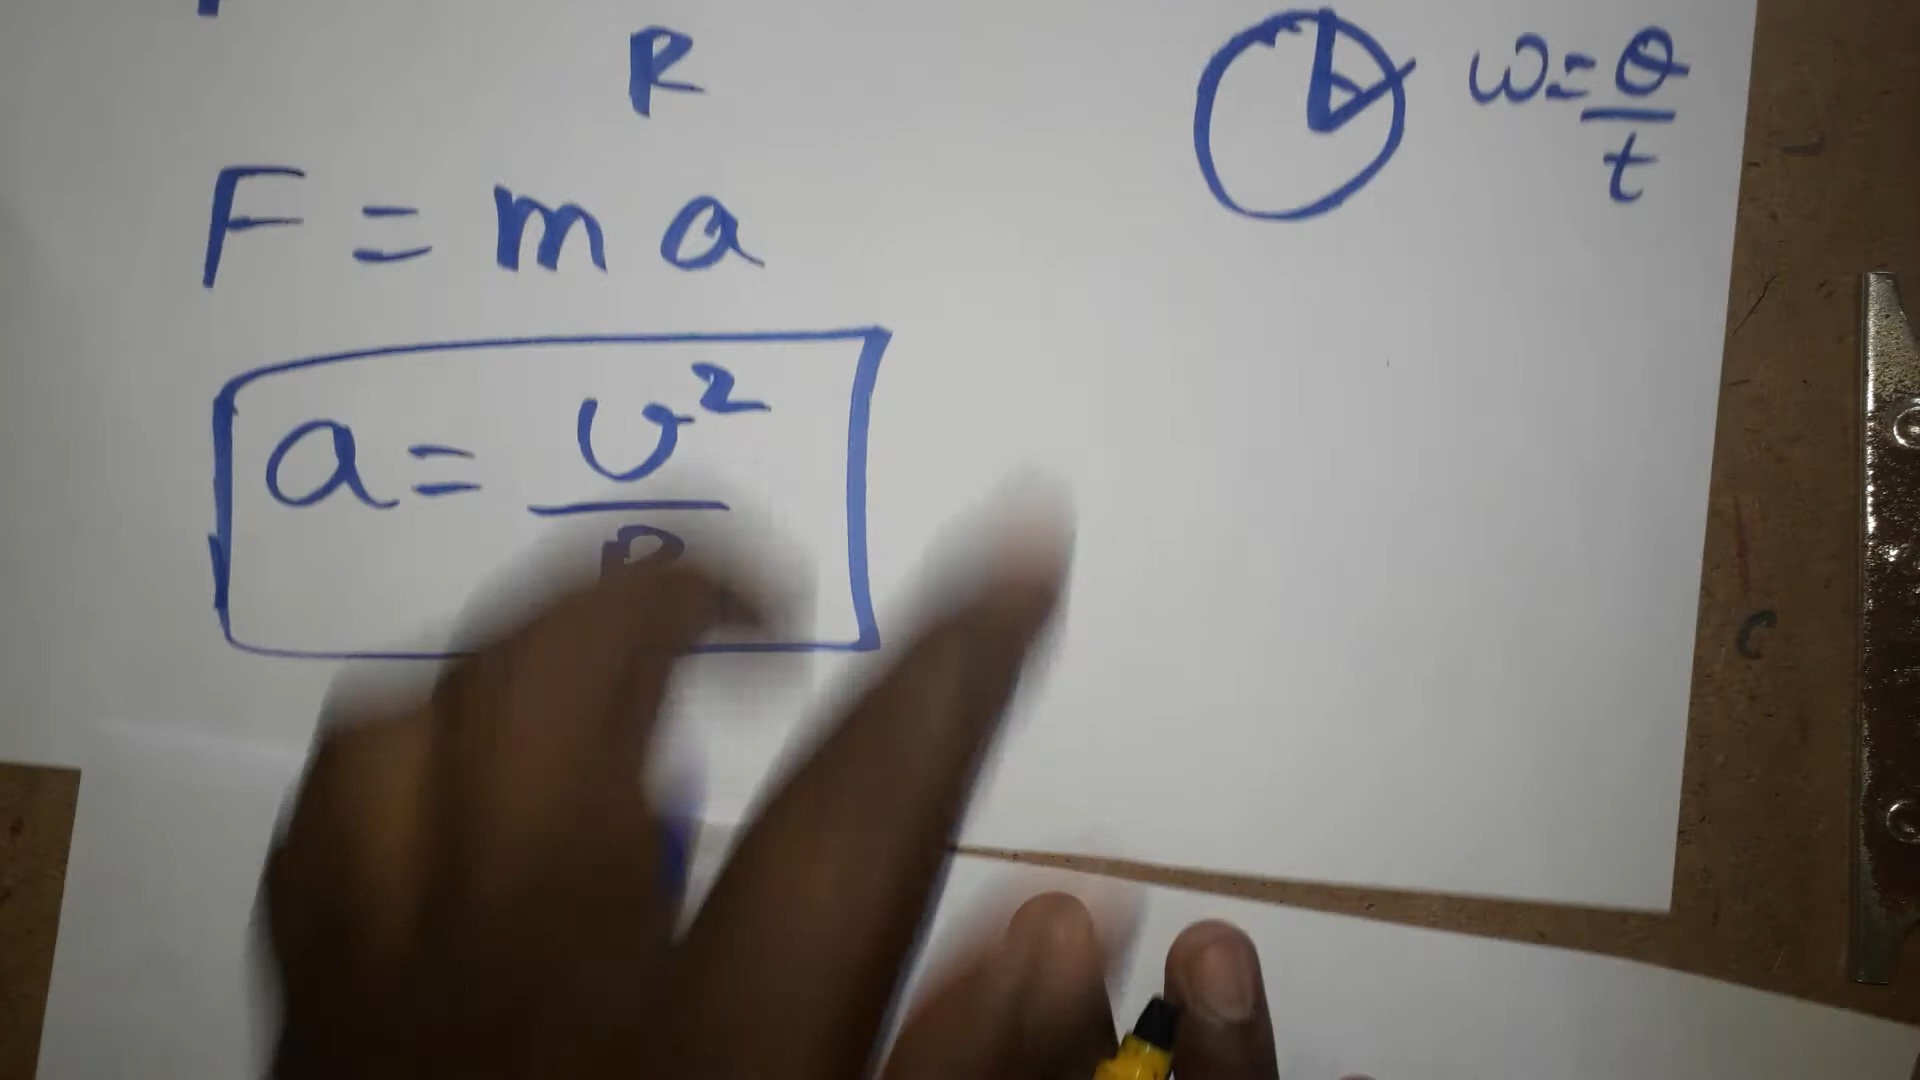 R
F = m a
a = v²
ω = θ
t